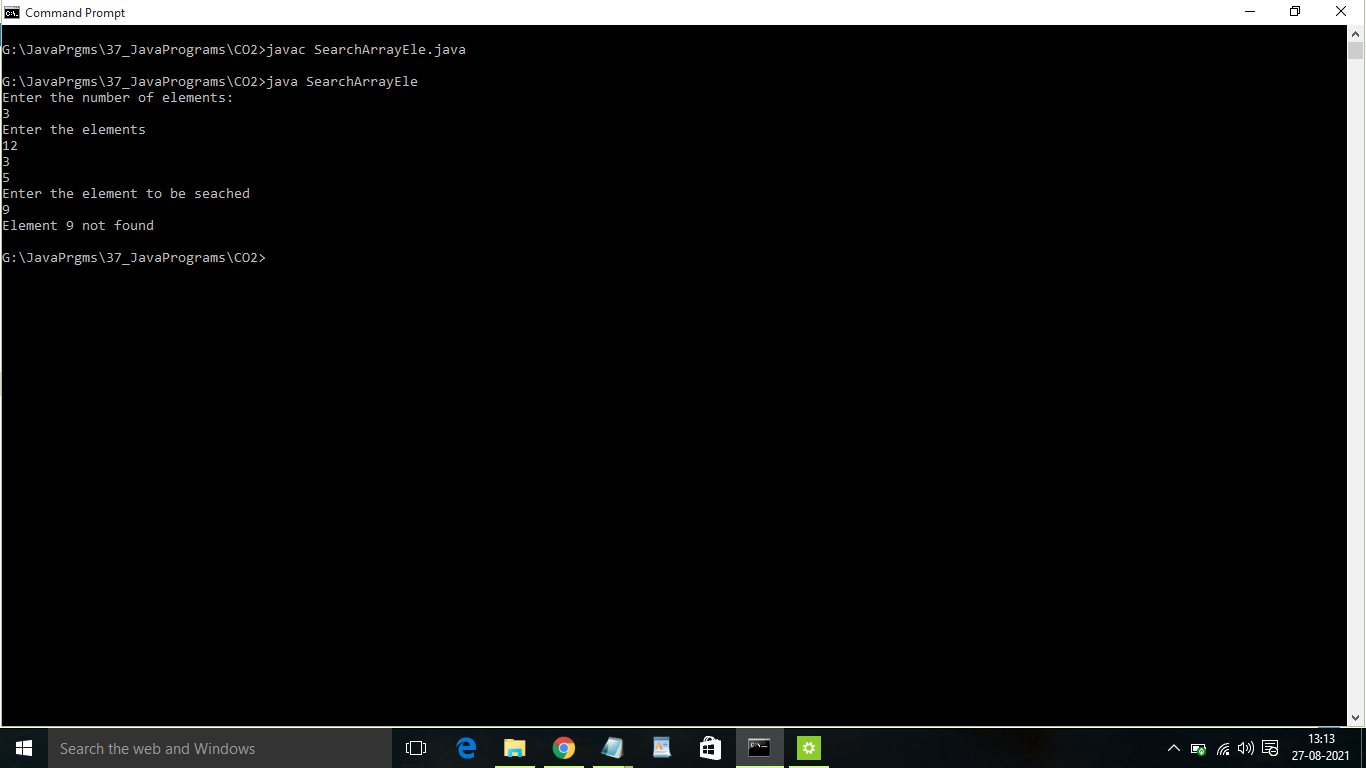 Command Prompt
G:\JavaPrgms\37_JavaPrograms\CO2>javac SearchArrayEle.java
G:\JavaPrgms\37_JavaPrograms\CO2>java SearchArrayEle
Enter the number of elements:
3
Enter the elements
12
3
5
Enter the element to be seached
9
Element 9 not found
G:\JavaPrgms\37_JavaPrograms\CO2>
Search the web and Windows
13:13
27-08-2021